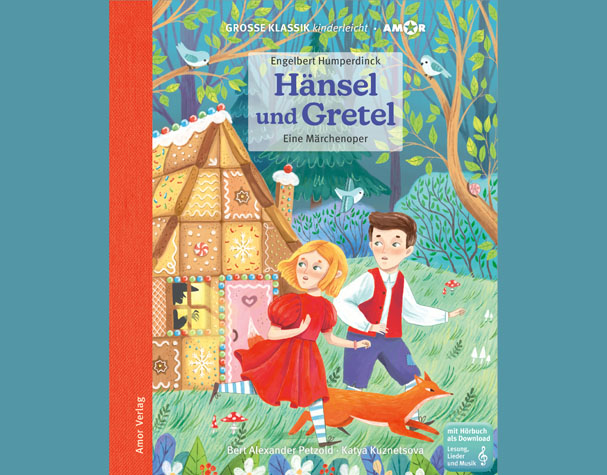 GROSSE KLASSIK kinderleicht · AMOR
Engelbert Humperdinck
Hänsel
und Gretel
Eine Märchenoper
Amor Verlag
Bert Alexander Petzold · Katya Kuznetsova
mit Hörbuch
als Download
Lesung,
Lieder
und Musik